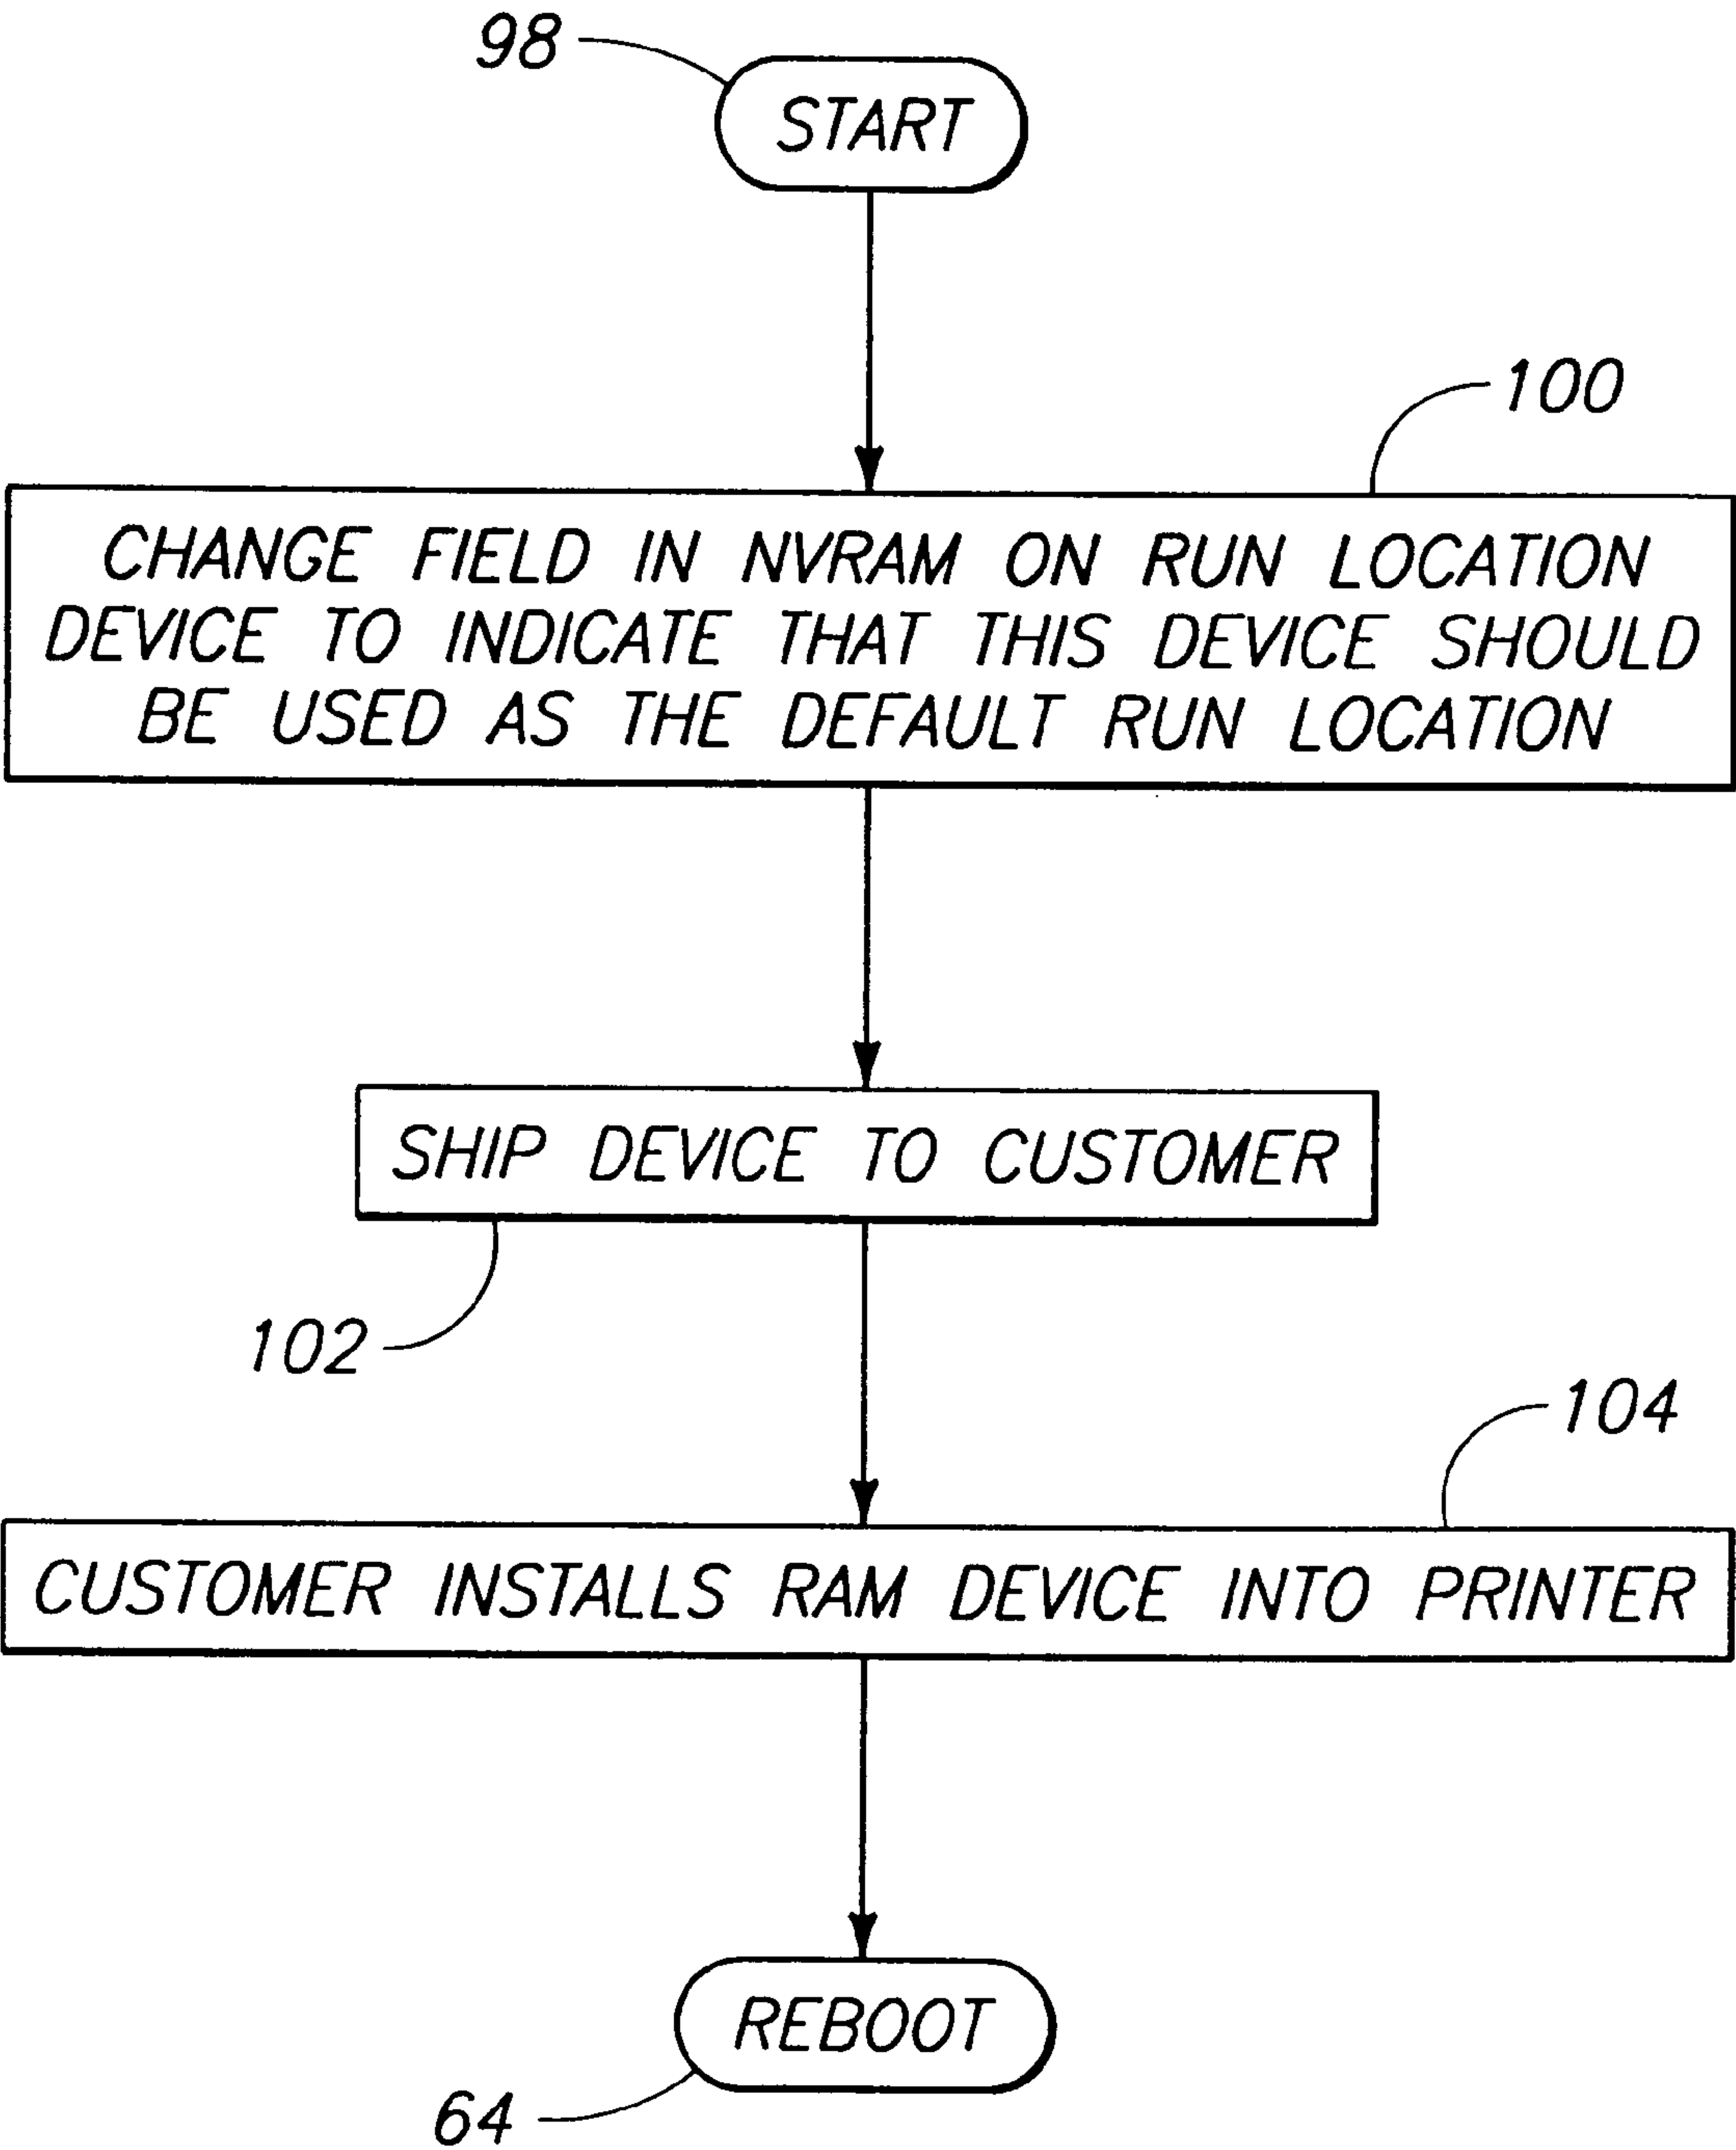 98
START
100
CHANGE FIELD IN NVRAM ON RUN LOCATION
DEVICE TO INDICATE THAT THIS DEVICE SHOULD
BE USED AS THE DEFAULT RUN LOCATION
SHIP DEVICE TO CUSTOMER
102
104
CUSTOMER INSTALLS RAM DEVICE INTO PRINTER
REBOOT
64